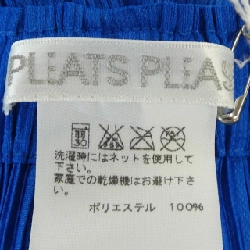 PLEATS PLEAS
洗濯時にはネットを使用して
下さい。
家庭での乾燥機はお避け下
さい。
ポリエステル 100%